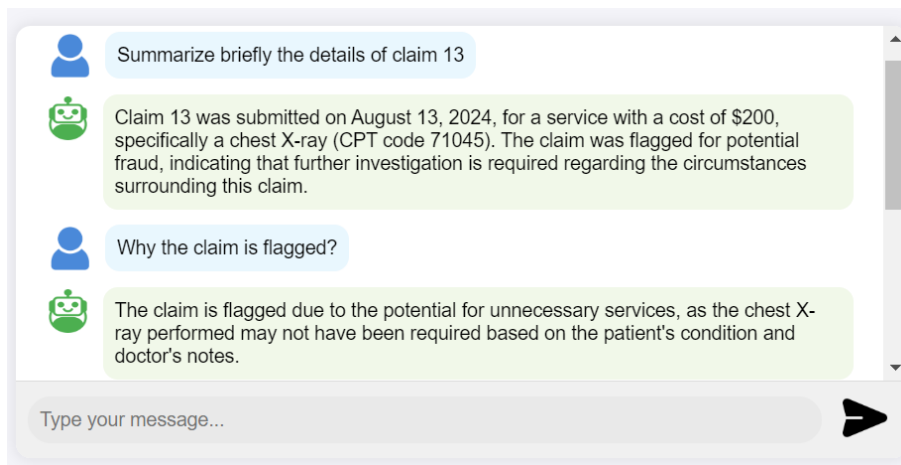 Summarize briefly the details of claim 13
Claim 13 was submitted on August 13, 2024, for a service with a cost of $200,
specifically a chest X-ray (CPT code 71045). The claim was flagged for potential
fraud, indicating that further investigation is required regarding the circumstances
surrounding this claim.
Why the claim is flagged?
The claim is flagged due to the potential for unnecessary services, as the chest X-
ray performed may not have been required based on the patient's condition and
doctor's notes.
Type your message...